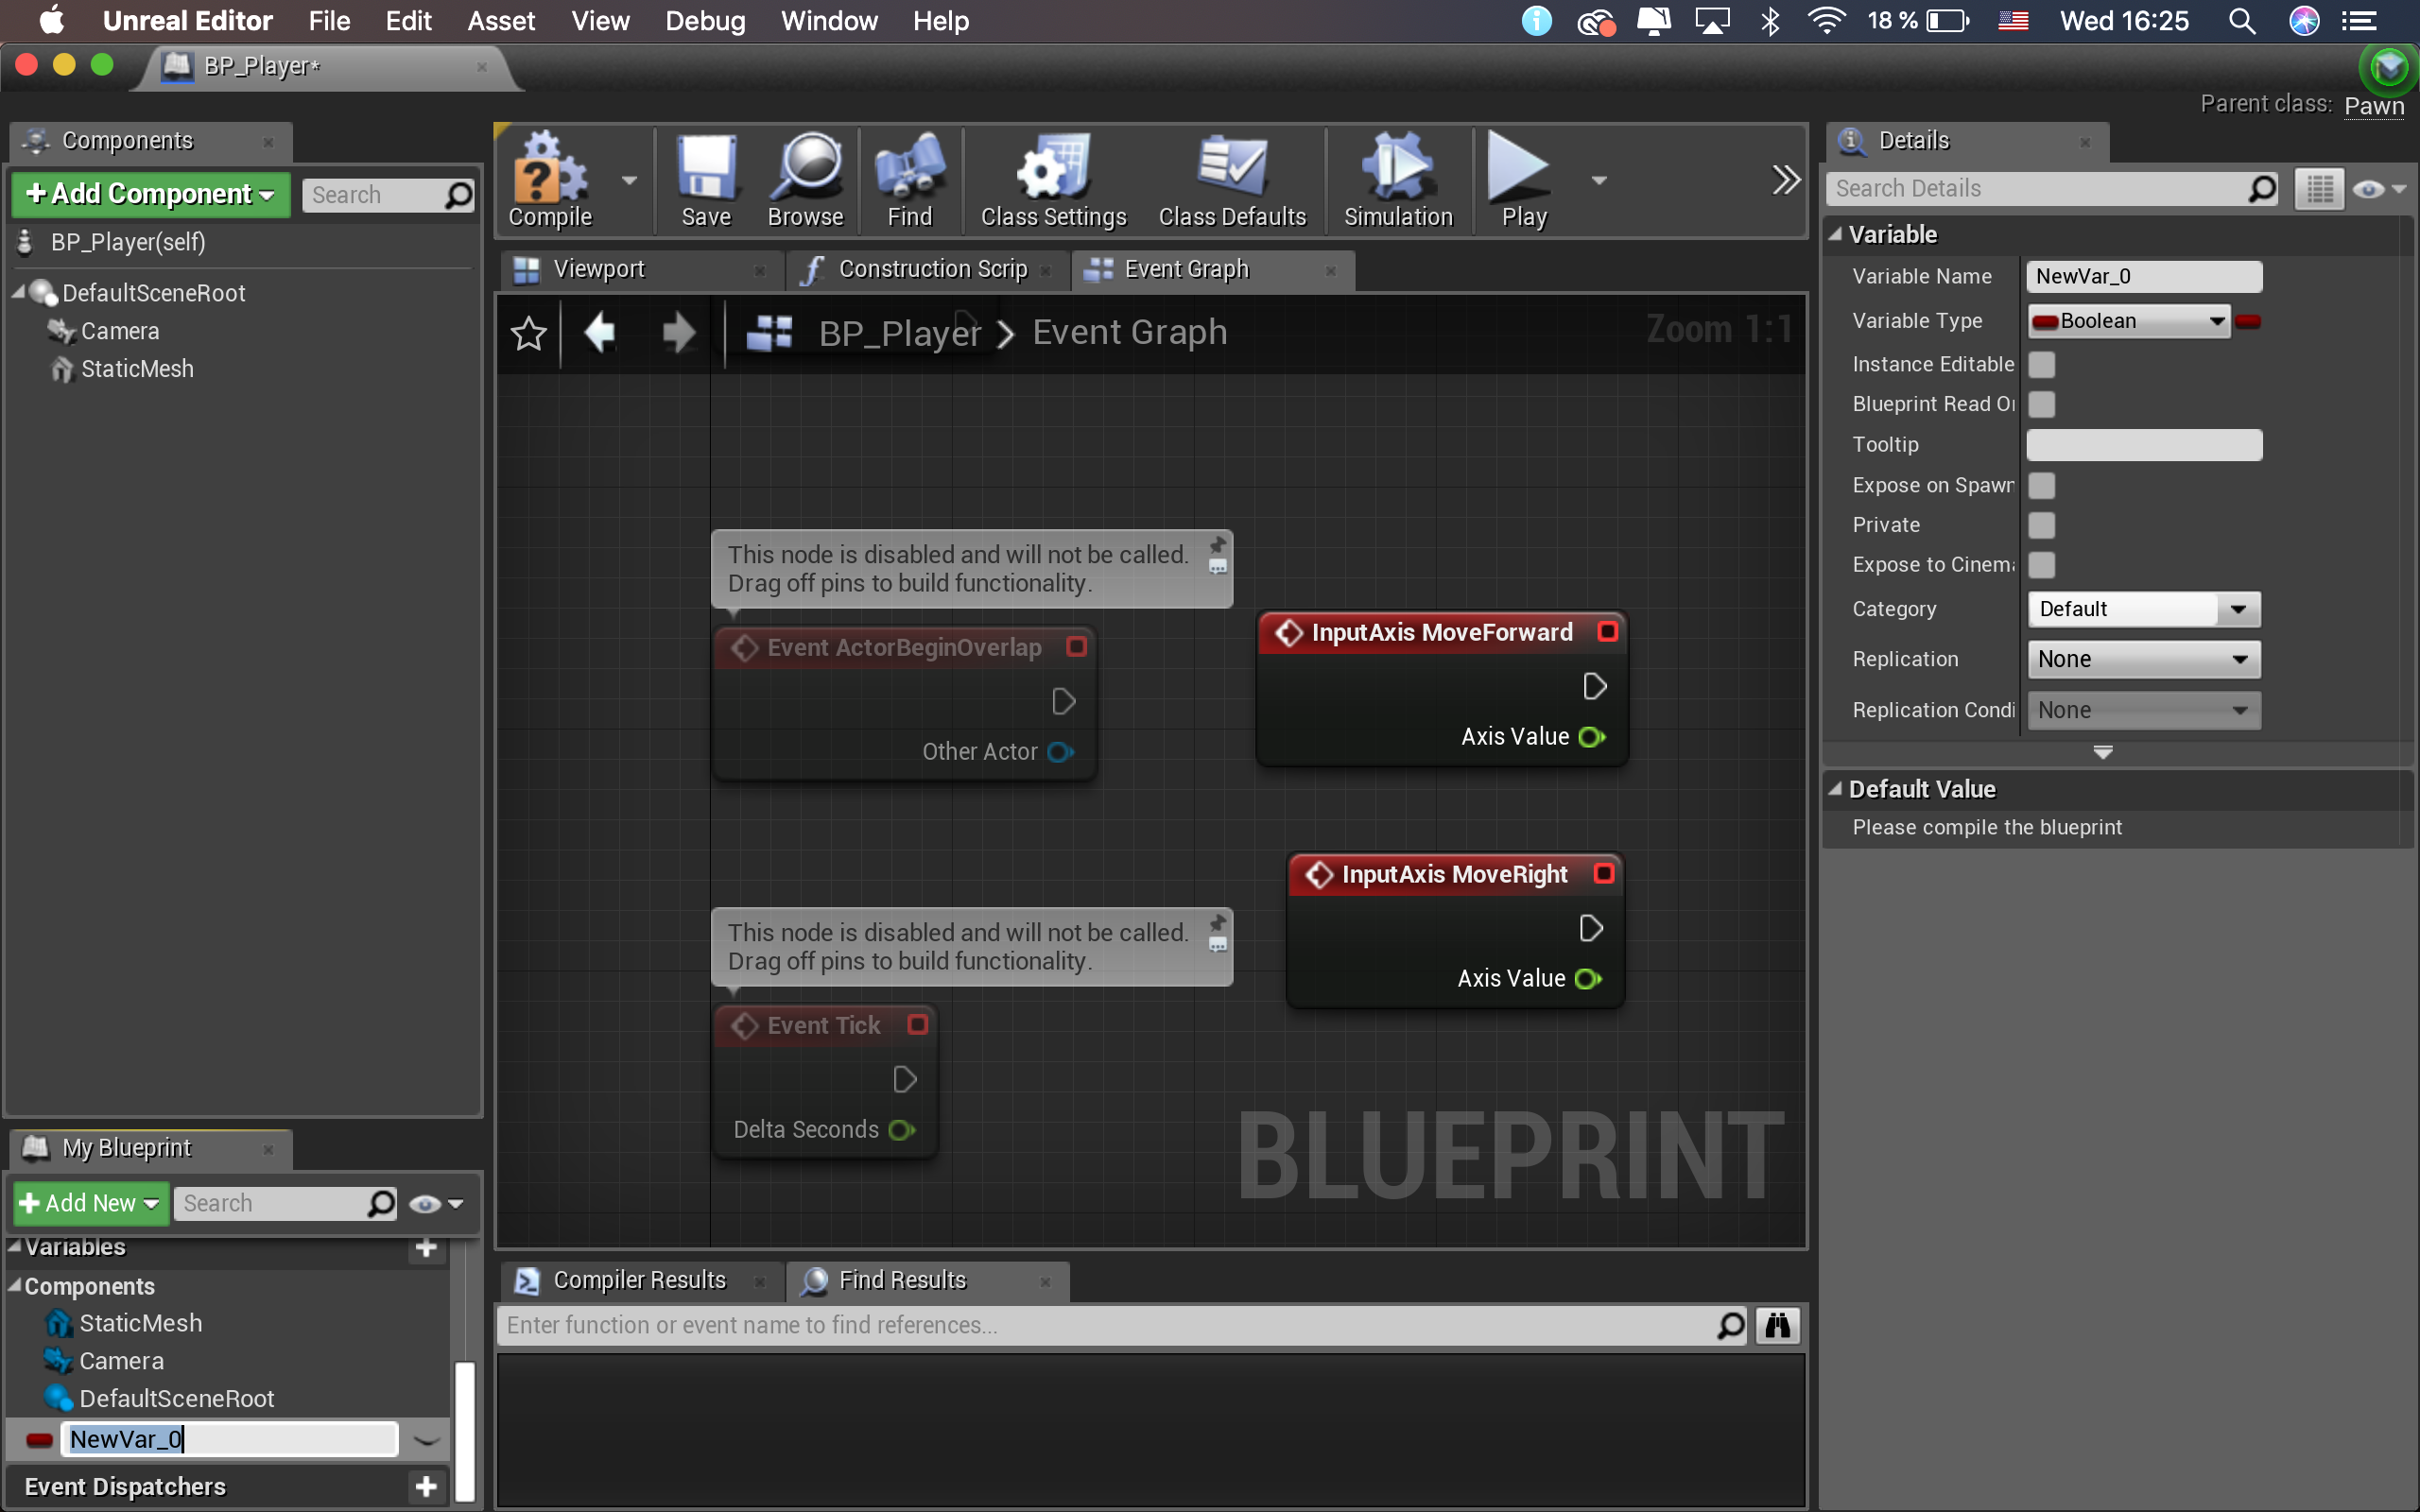 Unreal Editor File Edit Asset View Debug Window Help 18 % Wed 16:25
BP_Player*
Parent class: Pawn
Components
+ Add Component
Search
BP_Player(self)
DefaultSceneRoot
Camera
StaticMesh
Compile
Save
Browse
Find
Class Settings
Class Defaults
Simulation
Play
Viewport
Construction Scrip
Event Graph
BP_Player > Event Graph
Zoom 1:1
This node is disabled and will not be called.
Drag off pins to build functionality.
Event ActorBeginOverlap
Other Actor
InputAxis MoveForward
Axis Value
InputAxis MoveRight
Axis Value
This node is disabled and will not be called.
Drag off pins to build functionality.
Event Tick
Delta Seconds
BLUEPRINT
My Blueprint
+ Add New
Search
Variables
Components
StaticMesh
Camera
DefaultSceneRoot
NewVar_0
Event Dispatchers
Compiler Results
Find Results
Enter function or event name to find references...
Details
Search Details
Variable
Variable Name NewVar_0
Variable Type Boolean
Instance Editable
Blueprint Read O
Tooltip
Expose on Spawn
Private
Expose to Cinem
Category Default
Replication None
Replication Condi None
Default Value
Please compile the blueprint